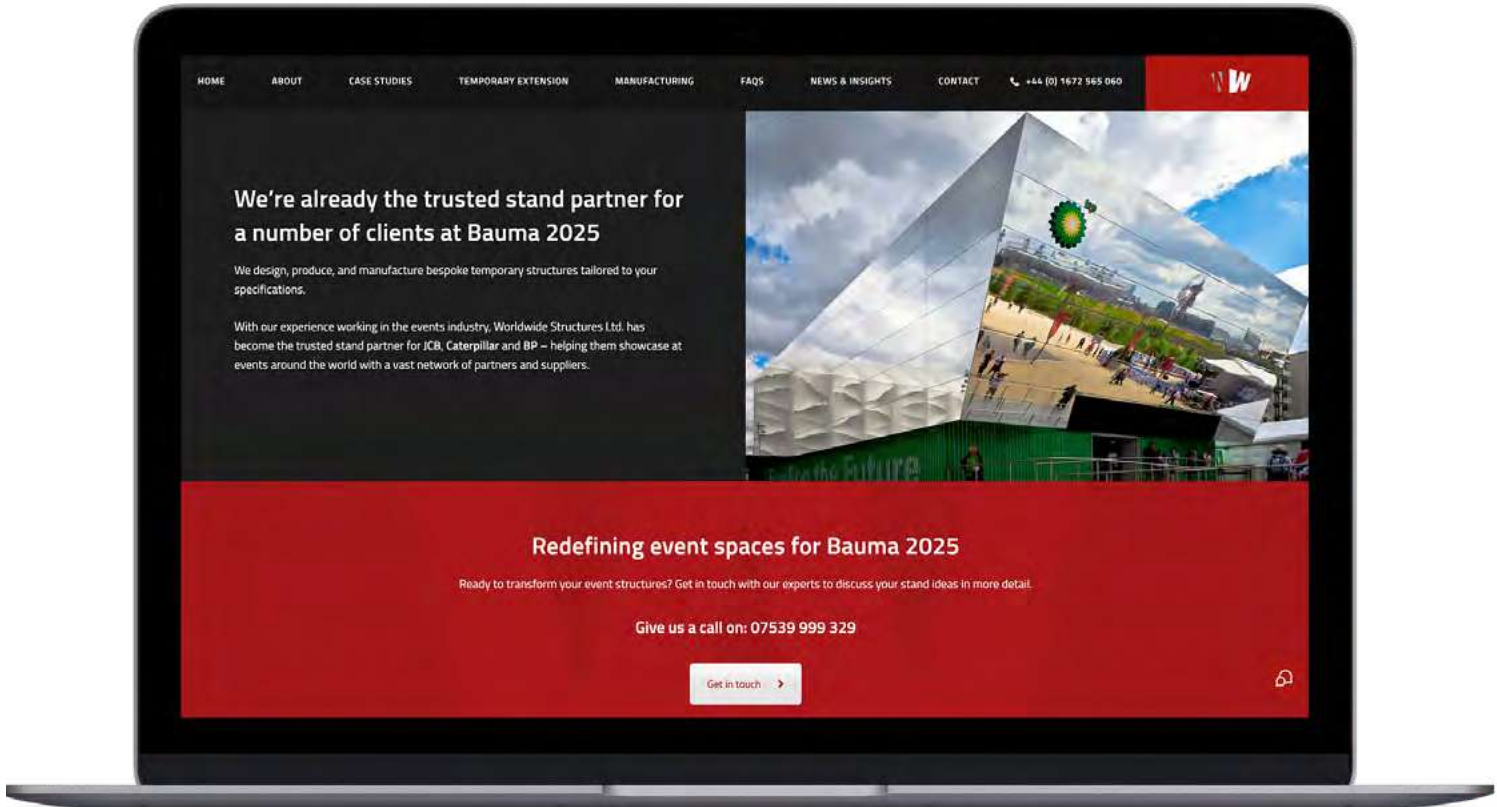 HOME ABOUT CASE STUDIES TEMPORARY EXTENSION MANUFACTURING FAQS NEWS & INSIGHTS CONTACT +44 (0) 1672 565 060
W
We're already the trusted stand partner for
a number of clients at Bauma 2025
We design, produce, and manufacture bespoke temporary structures tailored to your
specifications.
With our experience working in the events industry, Worldwide Structures Ltd. has
become the trusted stand partner for JCB, Caterpillar and BP – helping them showcase at
events around the world with a vast network of partners and suppliers.
bp
the Future
Redefining event spaces for Bauma 2025
Ready to transform your event structures? Get in touch with our experts to discuss your stand ideas in more detail.
Give us a call on: 07539 999 329
Get in touch